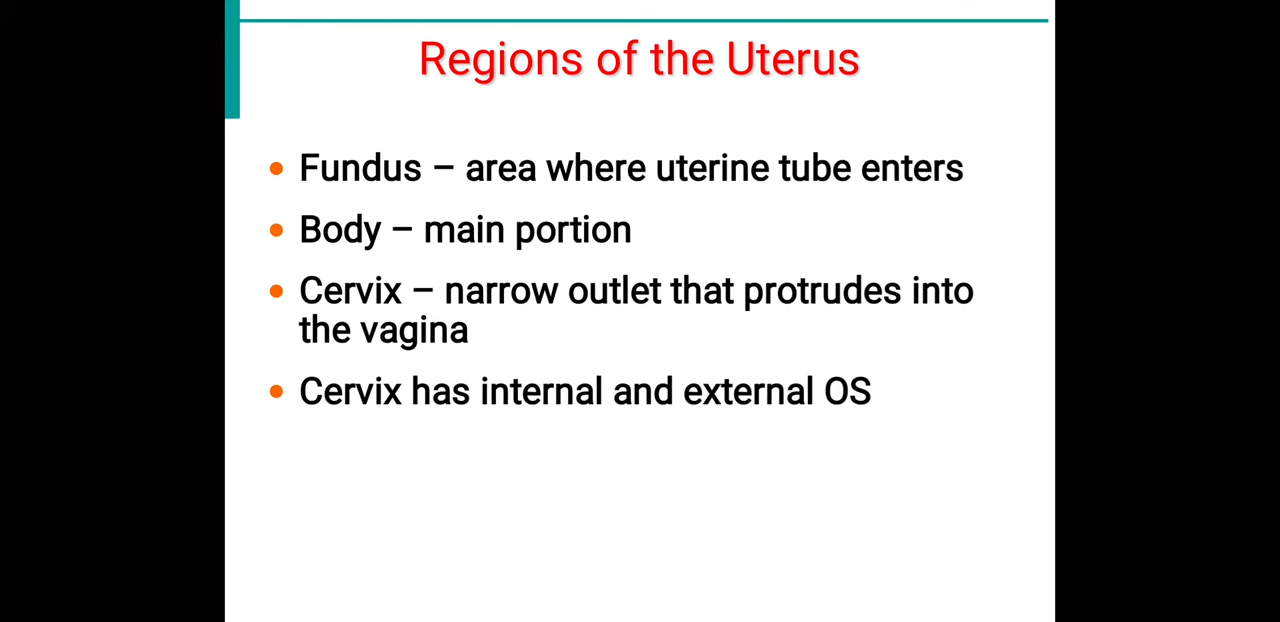 Regions of the Uterus
• Fundus – area where uterine tube enters
• Body – main portion
• Cervix – narrow outlet that protrudes into
the vagina
• Cervix has internal and external OS